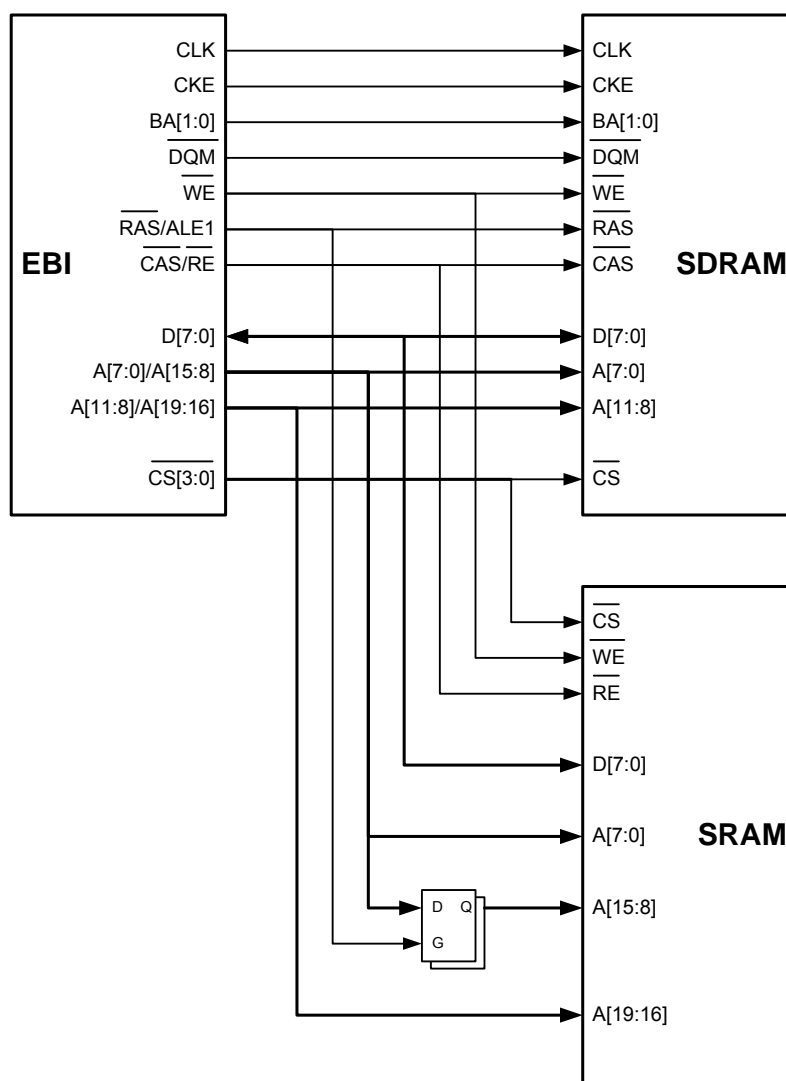 CLK
CKE
BA[1:0]
DQM
WE
RAS/ALE1
CAS/RE
EBI
D[7:0]
A[7:0]/A[15:8]
A[11:8]/A[19:16]
CS[3:0]
CLK
CKE
BA[1:0]
DQM
WE
RAS
CAS
SDRAM
D[7:0]
A[7:0]
A[11:8]
CS
CS
WE
RE
D[7:0]
A[7:0]
SRAM
D Q
G
A[15:8]
A[19:16]